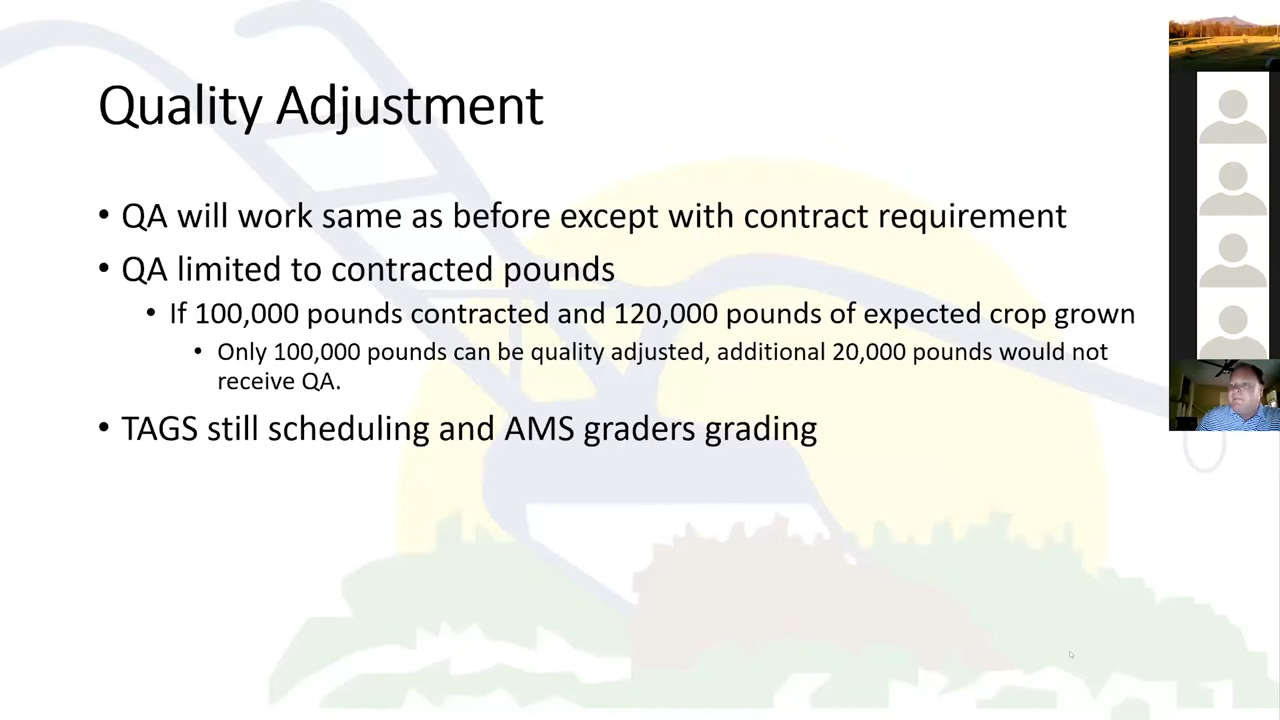 Quality Adjustment
• QA will work same as before except with contract requirement
• QA limited to contracted pounds
• If 100,000 pounds contracted and 120,000 pounds of expected crop grown
• Only 100,000 pounds can be quality adjusted, additional 20,000 pounds would not
receive QA.
• TAGS still scheduling and AMS graders grading